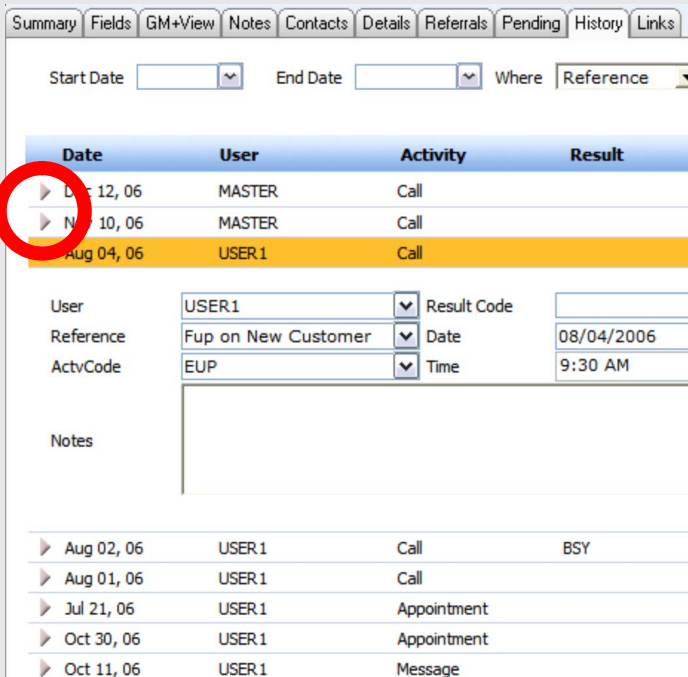 Summary Fields GM+View Notes Contacts Details Referrals Pending History Links
Start Date End Date Where Reference
Date User Activity Result
12, 06 MASTER Call
10, 06 MASTER Call
Aug 04, 06 USER1 Call
User USER1 Result Code
Reference Fup on New Customer Date 08/04/2006
ActvCode EUP Time 9:30 AM
Notes
Aug 02, 06 USER1 Call BSY
Aug 01, 06 USER1 Call
Jul 21, 06 USER1 Appointment
Oct 30, 06 USER1 Appointment
Oct 11, 06 USER1 Message